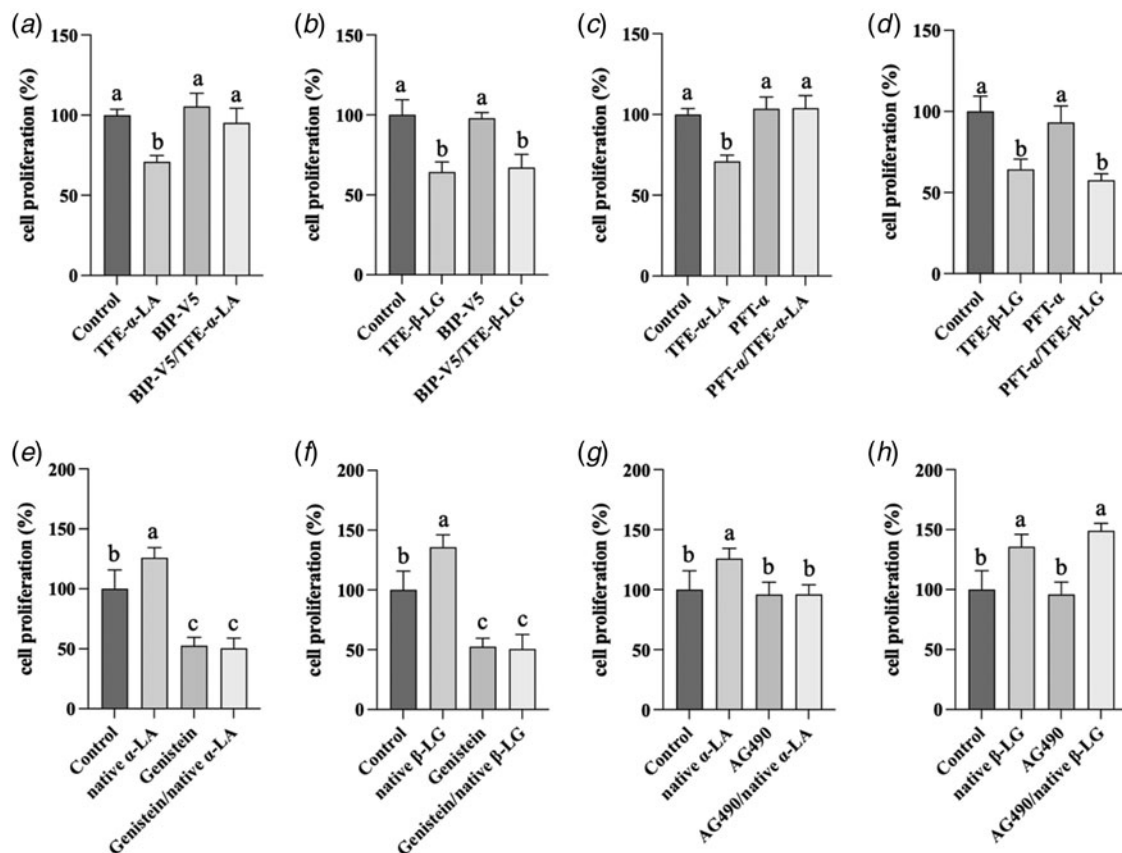 (a)
cell proliferation (%)
150
100
50
0
a
b
a
a
Control
TFE-α-LA
BIP-V5
BIP-V5/TFE-α-LA
(b)
cell proliferation (%)
150
100
50
0
a
b
a
b
Control
TFE-β-LG
BIP-V5
BIP-V5/TFE-β-LG
(c)
cell proliferation (%)
150
100
50
0
a
b
a
a
Control
TFE-α-LA
PFT-α
PFT-α/TFE-α-LA
(d)
cell proliferation (%)
150
100
50
0
a
b
a
b
Control
TFE-β-LG
PFT-α
PFT-α/TFE-β-LG
(e)
cell proliferation (%)
200
150
100
50
0
b
a
c
c
Control
native α-LA
Genistein
Genistein/native α-LA
(f)
cell proliferation (%)
200
150
100
50
0
b
a
c
c
Control
native β-LG
Genistein
Genistein/native β-LG
(g)
cell proliferation (%)
200
150
100
50
0
b
a
b
b
Control
native α-LA
AG490
AG490/native α-LA
(h)
cell proliferation (%)
200
150
100
50
0
b
a
b
a
Control
native β-LG
AG490
AG490/native β-LG